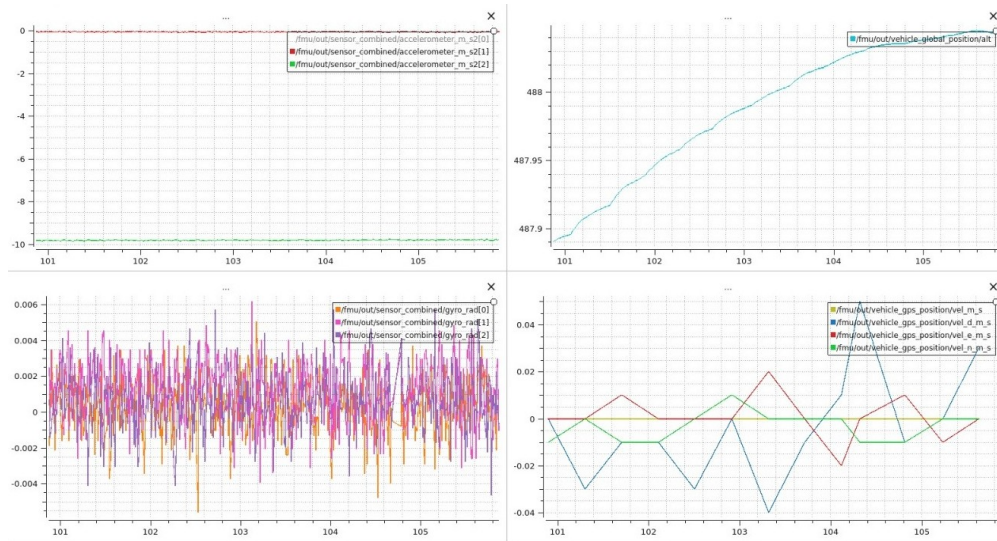 ...
/fmu/out/sensor_combined/accelerometer_m_s2[0]
/fmu/out/sensor_combined/accelerometer_m_s2[1]
/fmu/out/sensor_combined/accelerometer_m_s2[2]
0
-2
-4
-6
-8
-10
101 102 103 104 105
...
/fmu/out/vehicle_global_position/alt
488
487.95
487.9
101 102 103 104 105
...
/fmu/out/sensor_combined/gyro_rad[0]
/fmu/out/sensor_combined/gyro_rad[1]
/fmu/out/sensor_combined/gyro_rad[2]
0.006
0.004
0.002
0
-0.002
-0.004
101 102 103 104 105
...
/fmu/out/vehicle_gps_position/vel_m_s
/fmu/out/vehicle_gps_position/vel_d_m_s
/fmu/out/vehicle_gps_position/vel_e_m_s
/fmu/out/vehicle_gps_position/vel_n_m_s
0.04
0.02
0
-0.02
-0.04
101 102 103 104 105